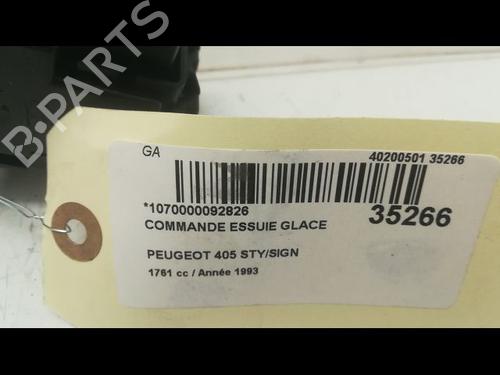 B-PARTS
GA
40200501 35266
*1070000092826
35266
COMMANDE ESSUIE GLACE
PEUGEOT 405 STY/SIGN
1761 cc / Année 1993